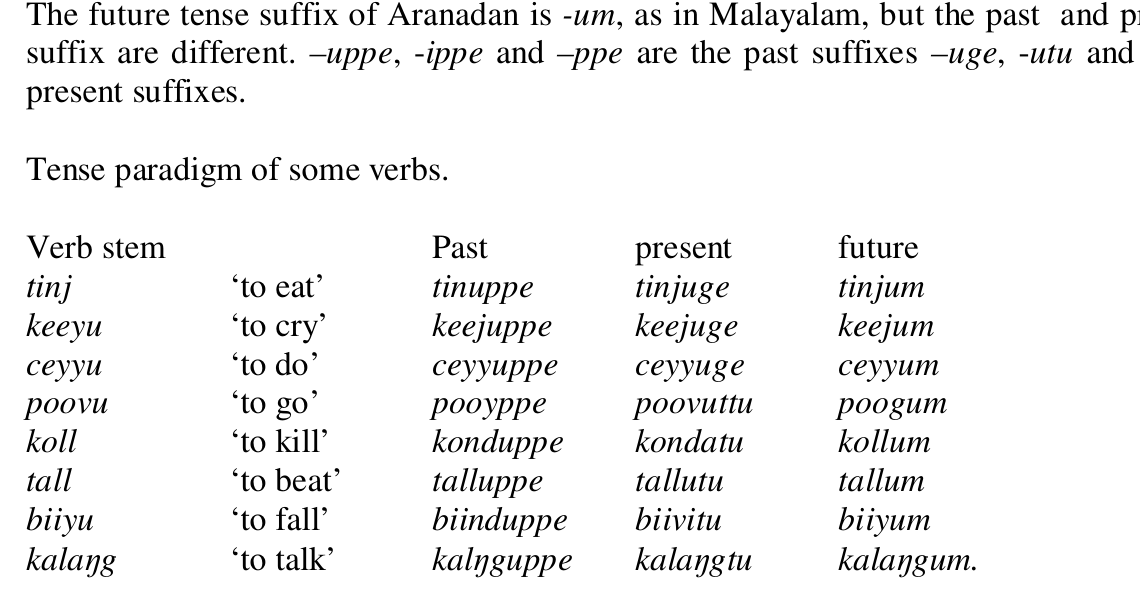 The future tense suffix of Aranadan is -um, as in Malayalam, but the past and
suffix are different. –uppe, -ippe and –ppe are the past suffixes –uge, -utu and
present suffixes.
Tense paradigm of some verbs.
Verb stem Past present future
tinj ‘to eat’ tinuppe tinjuge tinjum
keeyu ‘to cry’ keejuppe keejuge keejum
ceyyu ‘to do’ ceyyuppe ceyyuge ceyyum
poovu ‘to go’ pooyppe poovuttu poogum
koll ‘to kill’ konduppe kondatu kollum
tall ‘to beat’ talluppe tallutu tallum
biiyu ‘to fall’ biinduppe biivitu biiyum
kalaŋg ‘to talk’ kalŋguppe kalaŋgtu kalaŋgum.